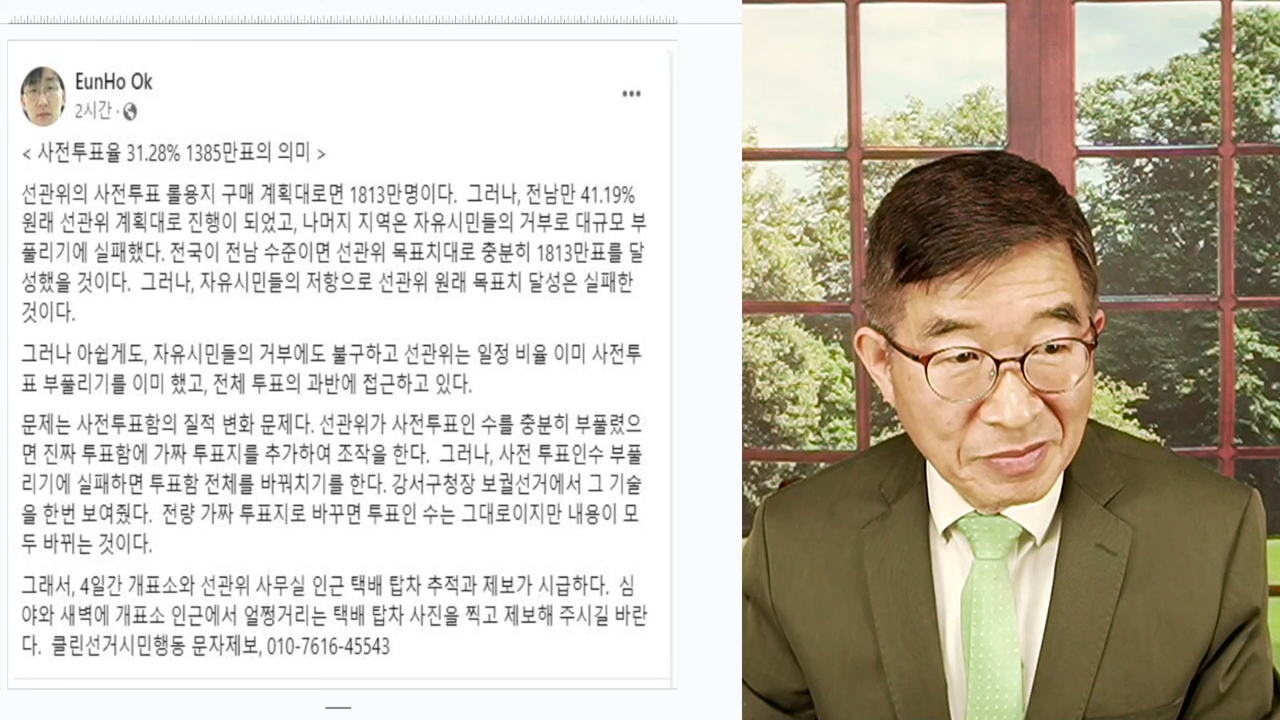 EunHo Ok
2시간 ·
< 사전투표율 31.28% 1385만표의 의미 >
선관위의 사전투표 롤용지 구매 계획대로면 1813만명이다. 그러나, 전남만 41.19%
원래 선관위 계획대로 진행이 되었고, 나머지 지역은 자유시민들의 거부로 대규모 부
풀리기에 실패했다. 전국이 전남 수준이면 선관위 목표치대로 충분히 1813만표를 달
성했을 것이다. 그러나, 자유시민들의 저항으로 선관위 원래 목표치 달성은 실패한
것이다.
그러나 아쉽게도, 자유시민들의 거부에도 불구하고 선관위는 일정 비율 이미 사전투
표 부풀리기를 이미 했고, 전체 투표의 과반에 접근하고 있다.
문제는 사전투표함의 질적 변화 문제다. 선관위가 사전투표인 수를 충분히 부풀렸으
면 진짜 투표함에 가짜 투표지를 추가하여 조작을 한다. 그러나, 사전 투표인수 부풀
리기에 실패하면 투표함 전체를 바꿔치기를 한다. 강서구청장 보궐선거에서 그 기술
을 한번 보여줬다. 전량 가짜 투표지로 바꾸면 투표인 수는 그대로이지만 내용이 모
두 바뀌는 것이다.
그래서, 4일간 개표소와 선관위 사무실 인근 택배 탑차 추적과 제보가 시급하다. 심
야와 새벽에 개표소 인근에서 얼쩡거리는 택배 탑차 사진을 찍고 제보해 주시길 바란
다. 클린선거시민행동 문자제보, 010-7616-45543